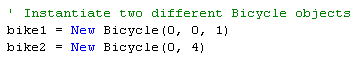 ' Instantiate two different Bicycle objects
bike1 = New Bicycle(0, 0, 1)
bike2 = New Bicycle(0, 4)